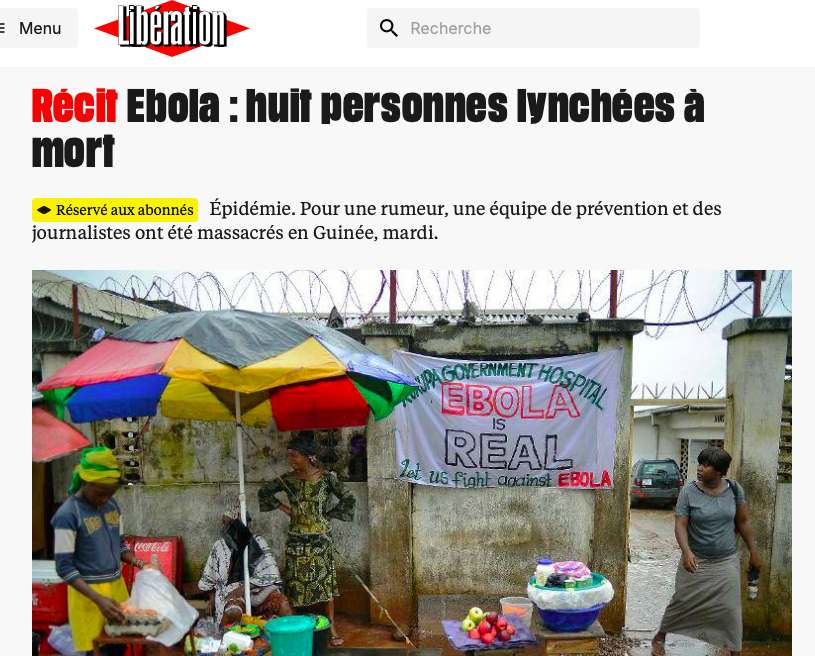 Menu
Libération
Recherche
Récit Ebola : huit personnes lynchées à
mort
Réservé aux abonnés Épidémie. Pour une rumeur, une équipe de prévention et des
journalistes ont été massacrés en Guinée, mardi.
GOVERNMENT HOSPITAL
EBOLA
IS
REAL
Let us fight against EBOLA
Coca-Cola